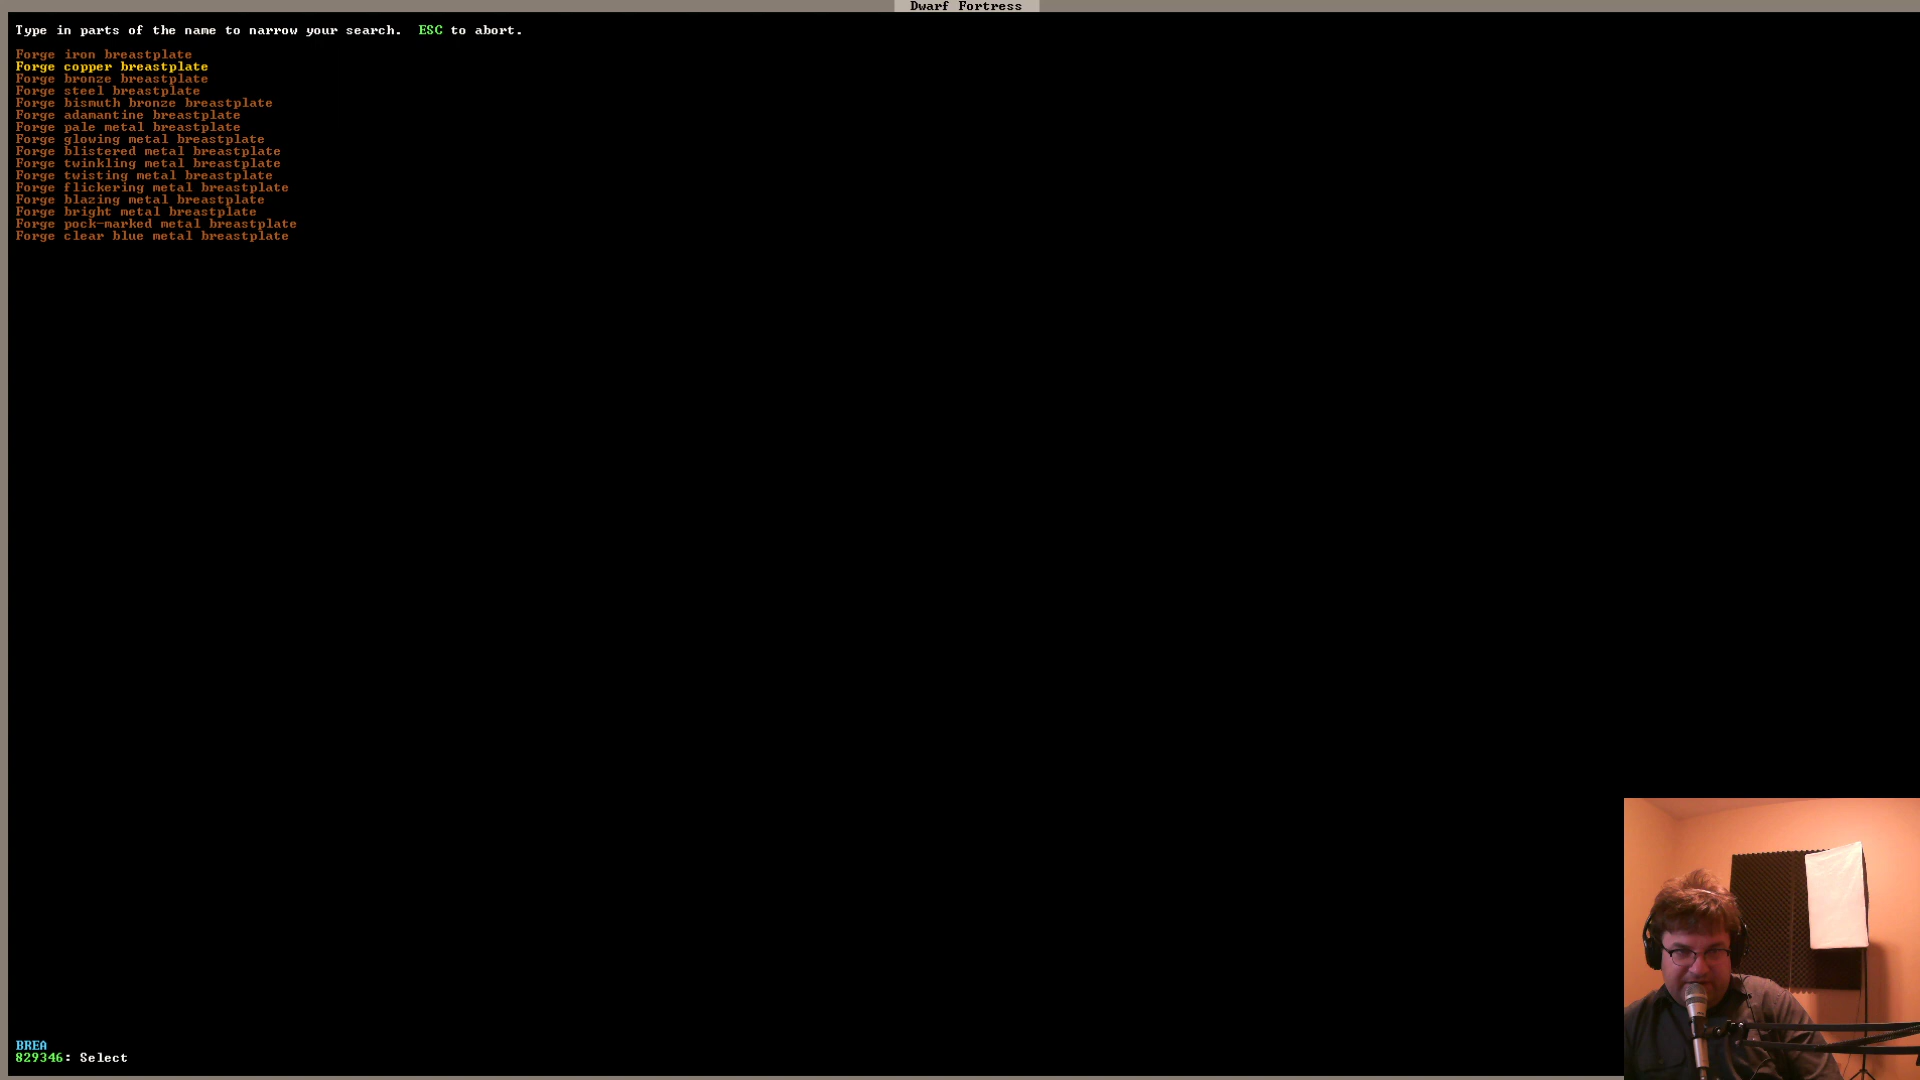 Dwarf Fortress
Type in parts of the name to narrow your search.  ESC to abort.
Forge iron breastplate
Forge copper breastplate
Forge bronze breastplate
Forge steel breastplate
Forge bismuth bronze breastplate
Forge adamantine breastplate
Forge pale metal breastplate
Forge glowing metal breastplate
Forge blistered metal breastplate
Forge twinkling metal breastplate
Forge twisting metal breastplate
Forge flickering metal breastplate
Forge blazing metal breastplate
Forge bright metal breastplate
Forge pock-marked metal breastplate
Forge clear blue metal breastplate
BREA
829346: Select